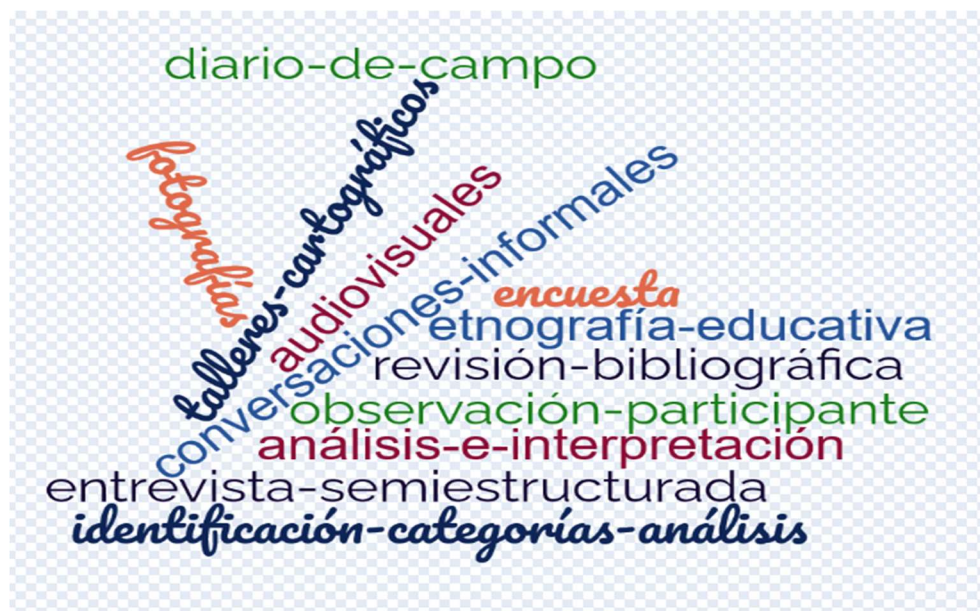 diario-de-campo
fotografías
talleres-cartográficos
audiovisuales
conversaciones-informales
encuesta
etnografía-educativa
revisión-bibliográfica
observación-participante
análisis-e-interpretación
entrevista-semiestructurada
identificación-categorías-análisis